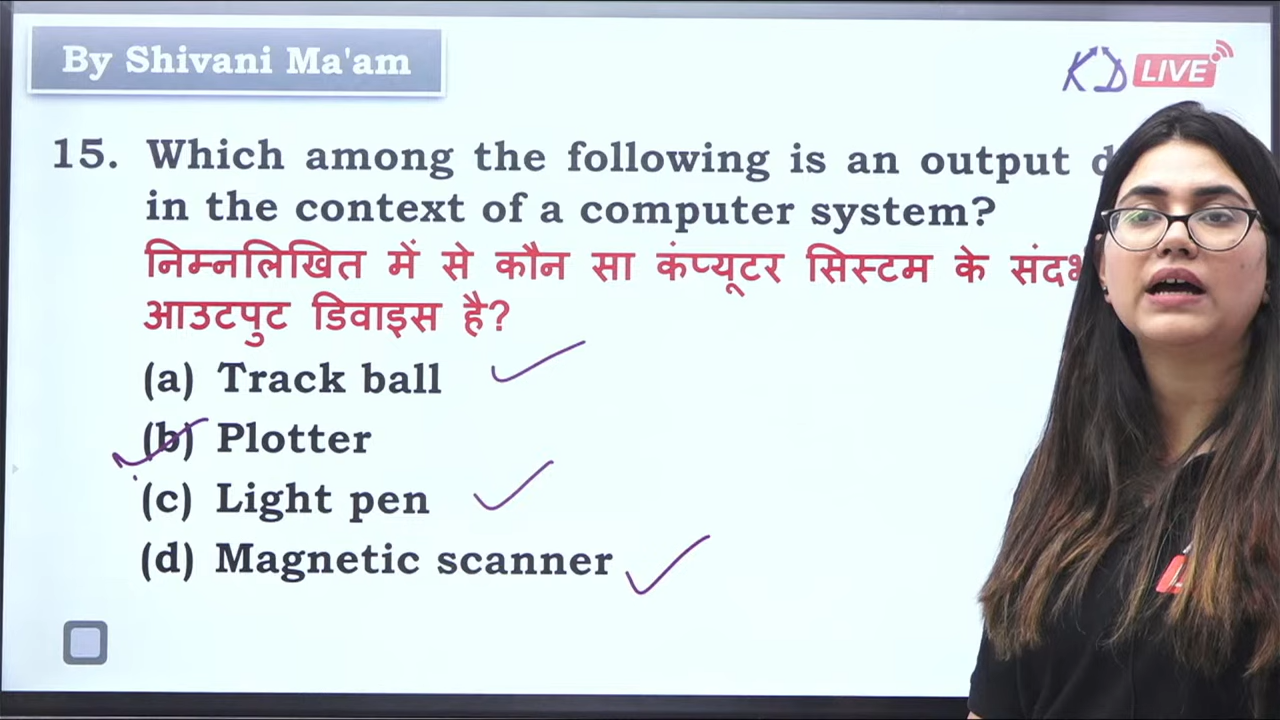 By Shivani Ma'am
KD LIVE
15. Which among the following is an output
in the context of a computer system?
निम्नलिखित में से कौन सा कंप्यूटर सिस्टम के
आउटपुट डिवाइस है?
(a) Track ball
(b) Plotter
(c) Light pen
(d) Magnetic scanner